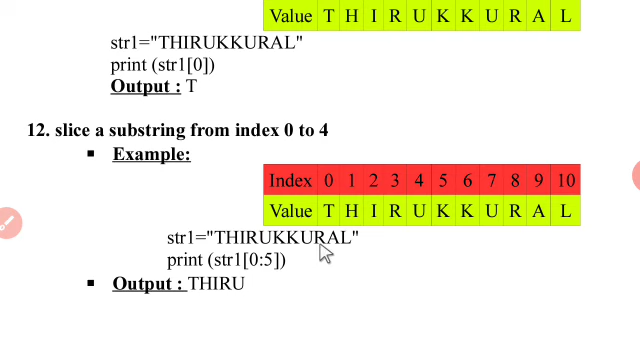 Value T H I R U K K U R A L
str1="THIRUKKURAL"
print (str1[0])
Output : T
12. slice a substring from index 0 to 4
▪ Example:
Index 0 1 2 3 4 5 6 7 8 9 10
Value T H I R U K K U R A L
str1="THIRUKKURAL"
print (str1[0:5])
▪ Output : THIRU